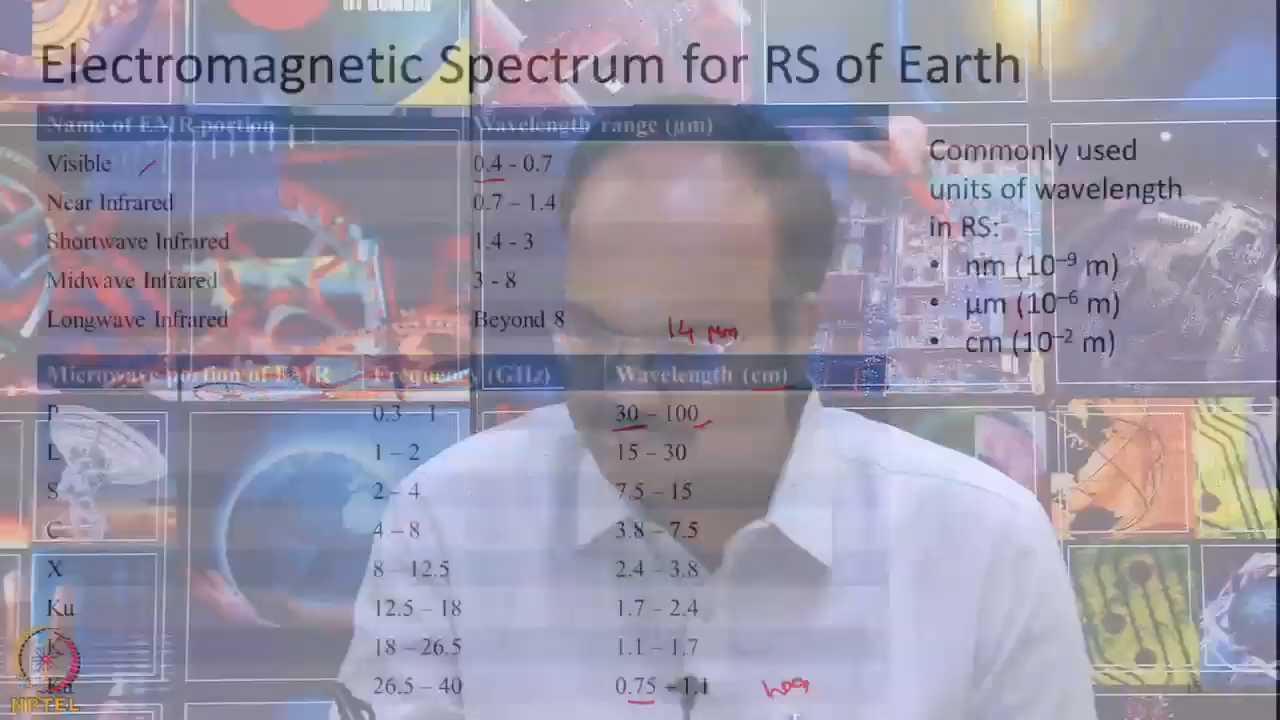 Electromagnetic Spectrum for RS of Earth
Name of EMR portion Wavelength range (μm)
Visible 0.4 - 0.7
Near Infrared 0.7 – 1.4
Shortwave Infrared 1.4 - 3
Midwave Infrared 3 - 8
Longwave Infrared Beyond 8 14 μm
Microwave portion of EMR Frequency (GHz) Wavelength (cm)
P 0.3 – 1 30 – 100
L 1 – 2 15 – 30
S 2 – 4 7.5 – 15
C 4 – 8 3.8 – 7.5
X 8 – 12.5 2.4 – 3.8
Ku 12.5 – 18 1.7 – 2.4
K 18 – 26.5 1.1 – 1.7
Ka 26.5 – 40 0.75 – 1.1
Commonly used
units of wavelength
in RS:
• nm (10⁻⁹ m)
• μm (10⁻⁶ m)
• cm (10⁻² m)
NPTEL